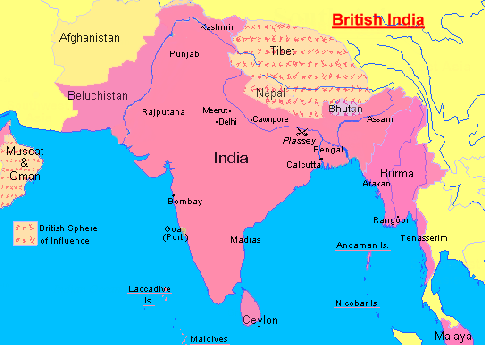 British India
Kashmir
Afghanistan
Tibet
Punjab
Nepal
Beluchistan
Bhutan
Rajputana
Meerut
Delhi
Cawnpore
Assam
Plassey
Muscat
&
Oman
India
Bengal
Calcutta
Burma
Arakan
Bombay
Rangoon
British Sphere
of Influence
Goa
(Port.)
Madras
Tenasserim
Andaman Is.
Laccadive
Is.
Nicobar Is.
Ceylon
Maldives
Malaya